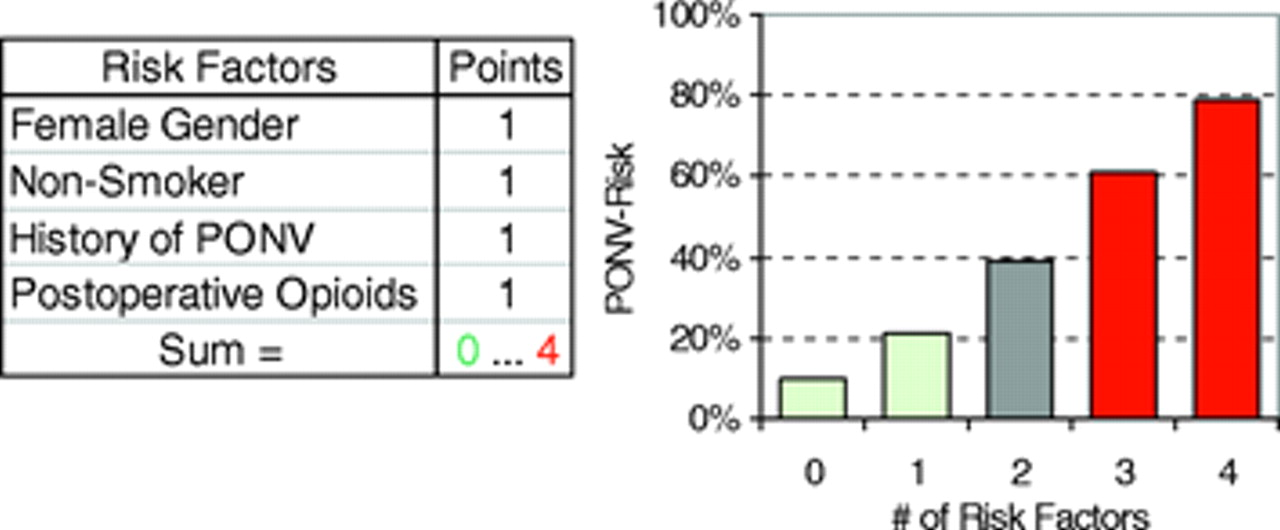 Risk Factors Points
Female Gender 1
Non-Smoker 1
History of PONV 1
Postoperative Opioids 1
Sum = 0 ... 4
PONV-Risk
100%
80%
60%
40%
20%
0%
0 1 2 3 4
# of Risk Factors